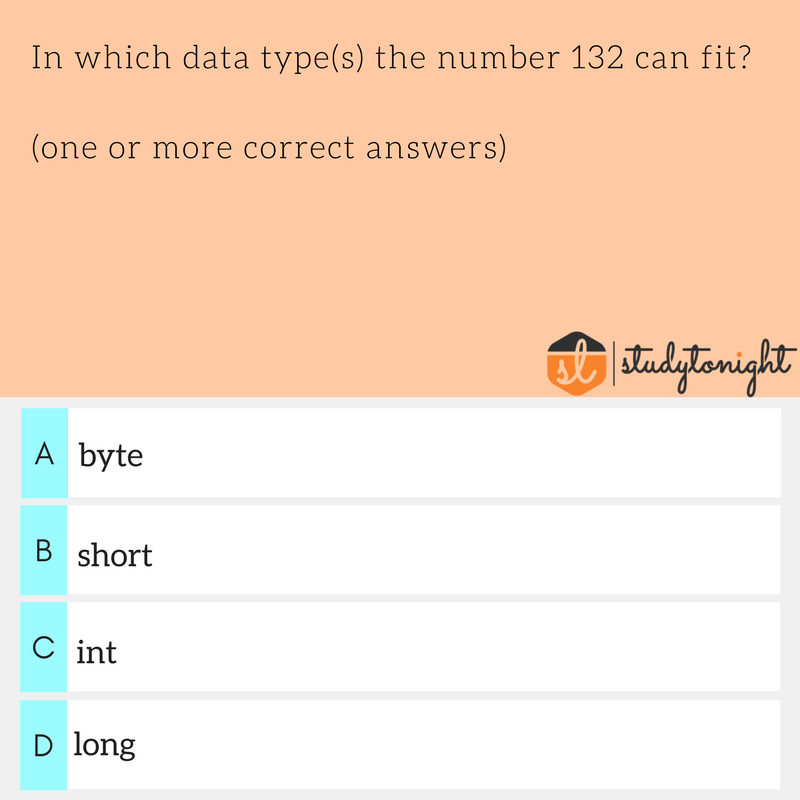 In which data type(s) the number 132 can fit?
(one or more correct answers)
st studytonight
A byte
B short
C int
D long